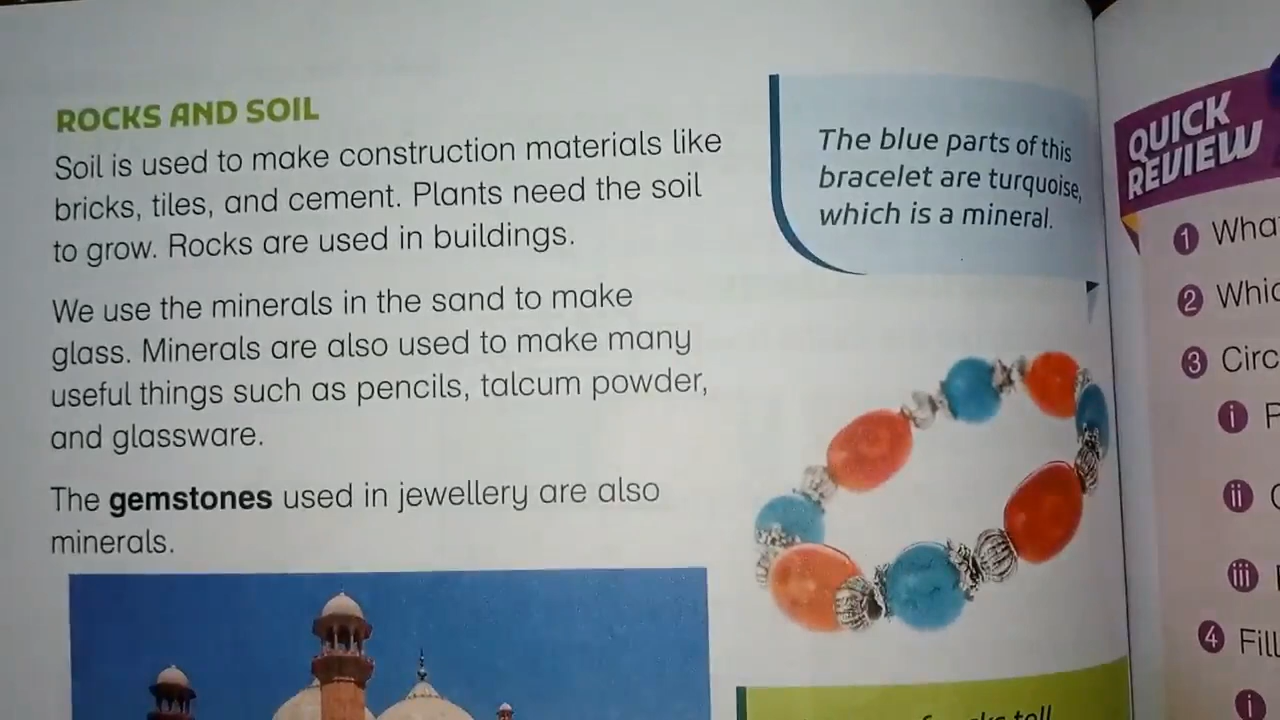 ROCKS AND SOIL
Soil is used to make construction materials like
bricks, tiles, and cement. Plants need the soil
to grow. Rocks are used in buildings.
We use the minerals in the sand to make
glass. Minerals are also used to make many
useful things such as pencils, talcum powder,
and glassware.
The gemstones used in jewellery are also
minerals.
The blue parts of this
bracelet are turquoise,
which is a mineral.
QUICK
REVIEW
1
2
3
i
ii
iii
4
i